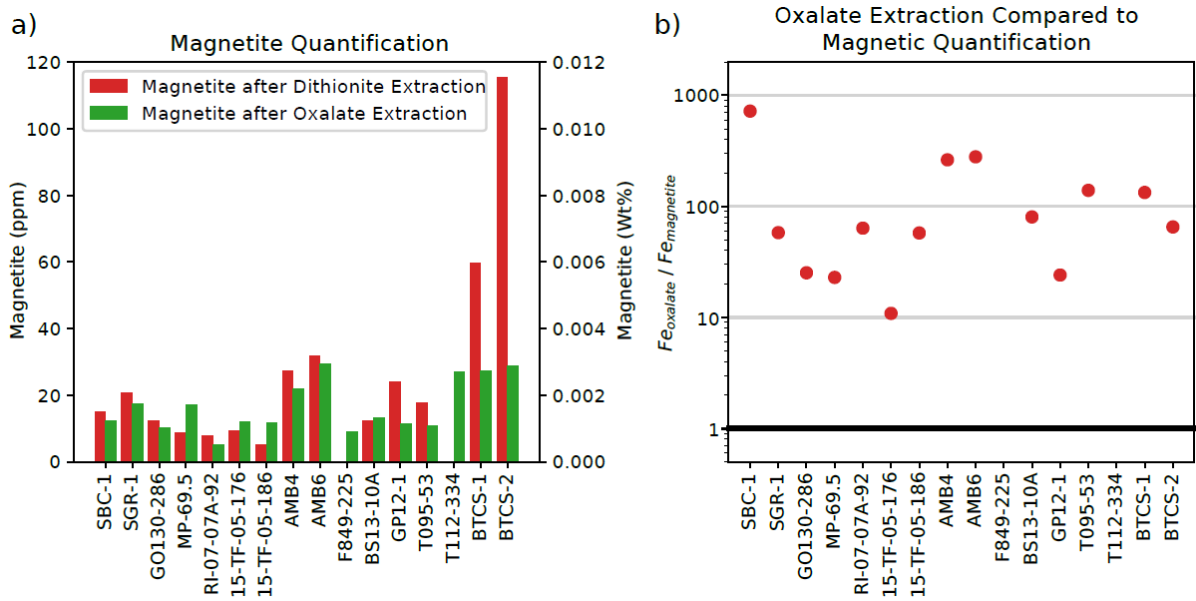 a)
Magnetite Quantification
Magnetite after Dithionite Extraction
Magnetite after Oxalate Extraction
Magnetite (ppm)
120
100
80
60
40
20
0
Magnetite (Wt%)
0.012
0.010
0.008
0.006
0.004
0.002
0.000
SBC-1
SGR-1
GO130-286
MP-69.5
RI-07-07A-92
15-TF-05-176
15-TF-05-186
AMB4
AMB6
F849-225
BS13-10A
GP12-1
T095-53
T112-334
BTCS-1
BTCS-2
b)
Oxalate Extraction Compared to
Magnetic Quantification
Fe_oxalate / Fe_magnetite
1000
100
10
1
SBC-1
SGR-1
GO130-286
MP-69.5
RI-07-07A-92
15-TF-05-176
15-TF-05-186
AMB4
AMB6
F849-225
BS13-10A
GP12-1
T095-53
T112-334
BTCS-1
BTCS-2